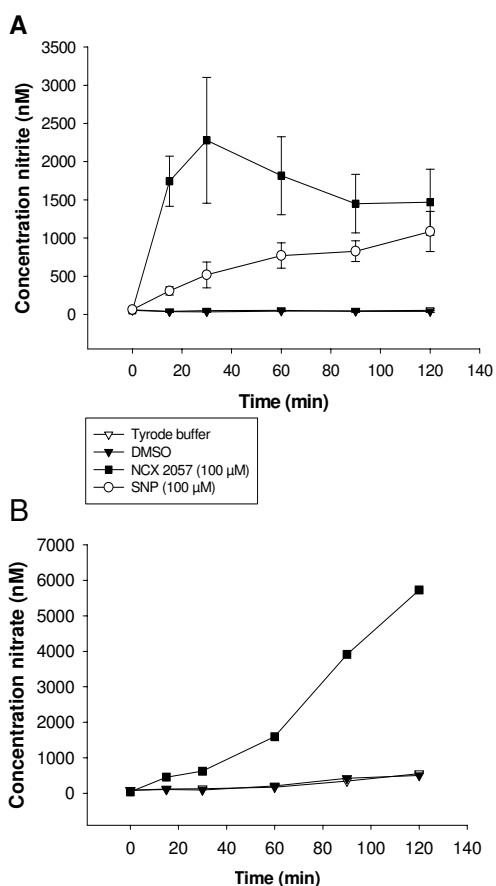 A
3500
3000
2500
2000
1500
1000
500
0
Concentration nitrite (nM)
0 20 40 60 80 100 120 140
Time (min)
Tyrode buffer
DMSO
NCX 2057 (100 µM)
SNP (100 µM)
B
7000
6000
5000
4000
3000
2000
1000
0
Concentration nitrate (nM)
0 20 40 60 80 100 120 140
Time (min)